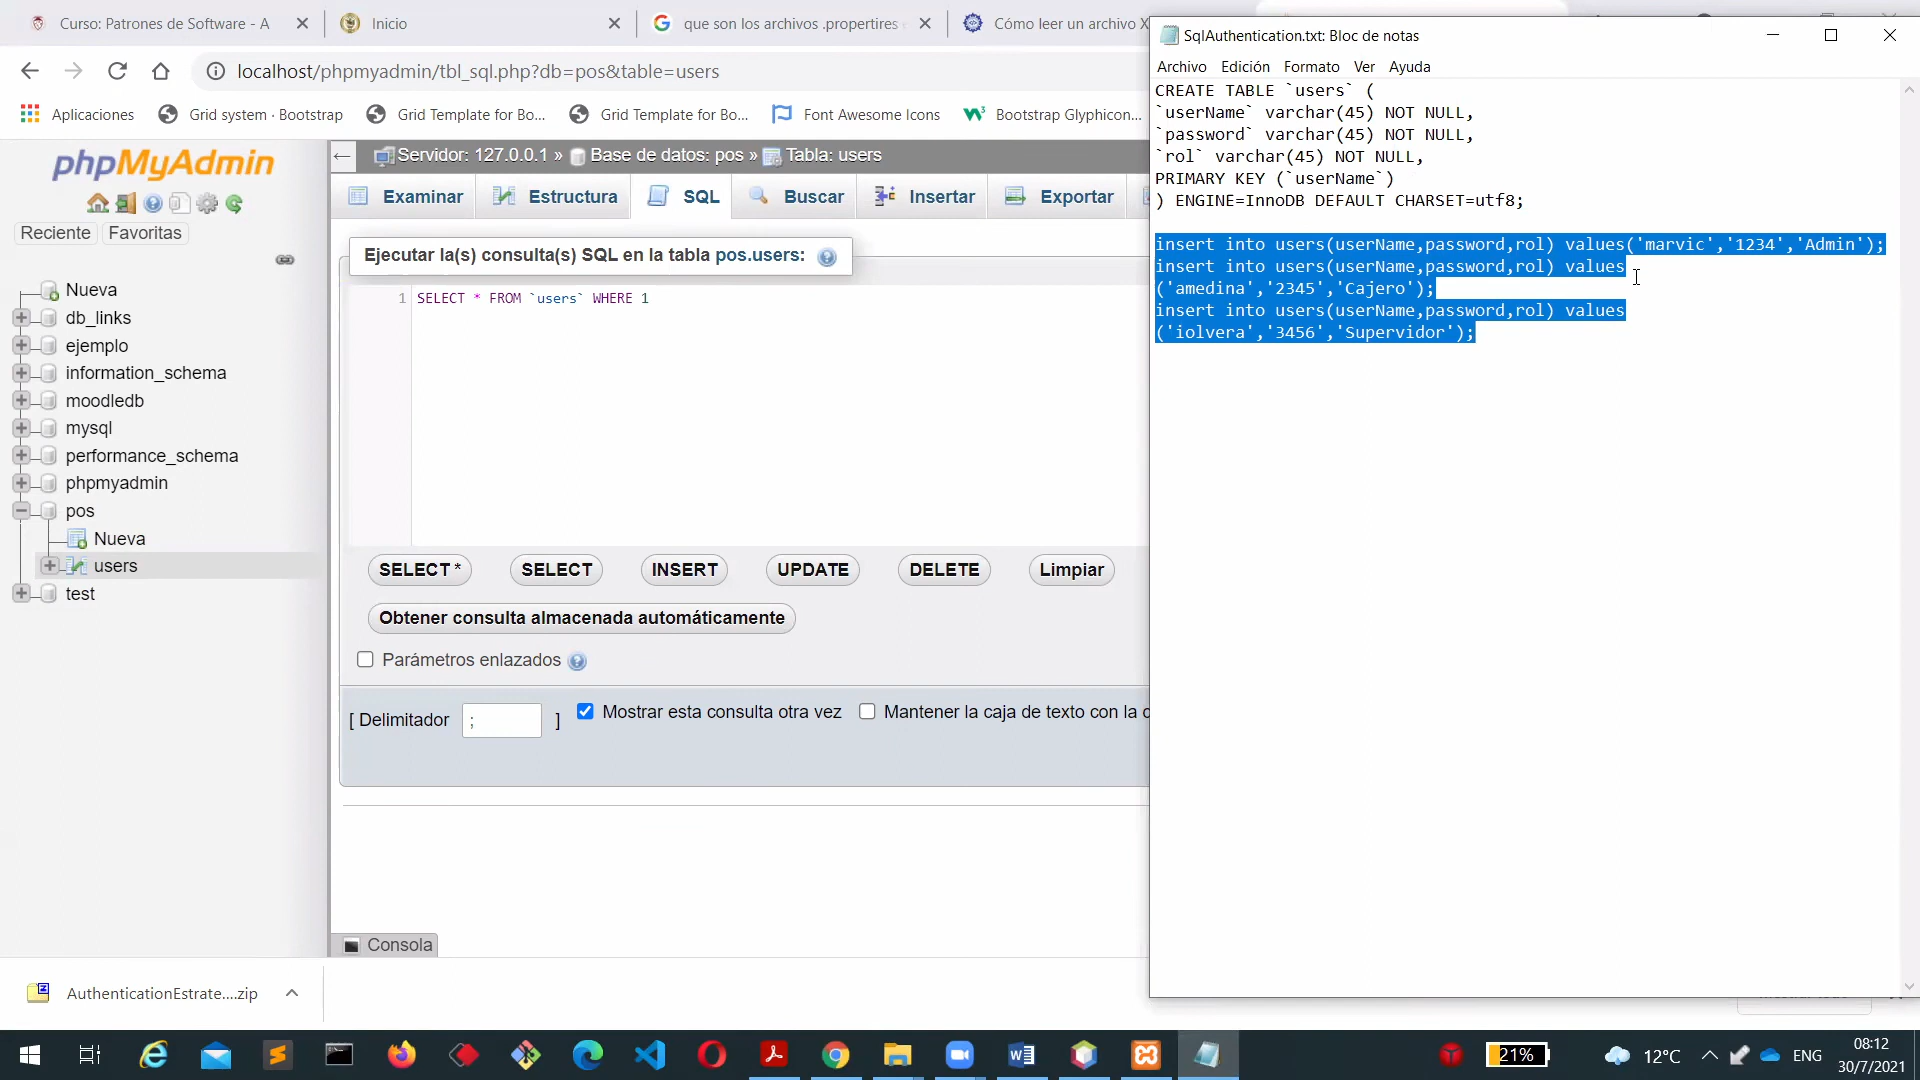 Curso: Patrones de Software - A
Inicio
que son los archivos .propertires
Cómo leer un archivo X
localhost/phpmyadmin/tbl_sql.php?db=pos&table=users
Aplicaciones
Grid system · Bootstrap
Grid Template for Bo...
Grid Template for Bo...
Font Awesome Icons
Bootstrap Glyphicon...
phpMyAdmin
Reciente
Favoritas
Nueva
db_links
ejemplo
information_schema
moodledb
mysql
performance_schema
phpmyadmin
pos
Nueva
users
test
Servidor: 127.0.0.1 » Base de datos: pos » Tabla: users
Examinar
Estructura
SQL
Buscar
Insertar
Exportar
Ejecutar la(s) consulta(s) SQL en la tabla pos.users:
1 SELECT * FROM `users` WHERE 1
SELECT *
SELECT
INSERT
UPDATE
DELETE
Limpiar
Obtener consulta almacenada automáticamente
Parámetros enlazados
[ Delimitador ; ]
Mostrar esta consulta otra vez
Mantener la caja de texto con la c
Consola
SqlAuthentication.txt: Bloc de notas
Archivo Edición Formato Ver Ayuda
CREATE TABLE `users` (
`userName` varchar(45) NOT NULL,
`password` varchar(45) NOT NULL,
`rol` varchar(45) NOT NULL,
PRIMARY KEY (`userName`)
) ENGINE=InnoDB DEFAULT CHARSET=utf8;
insert into users(userName,password,rol) values('marvic','1234','Admin');
insert into users(userName,password,rol) values
('amedina','2345','Cajero');
insert into users(userName,password,rol) values
('iolvera','3456','Supervidor');
AuthenticationEstrate....zip
21%
12°C
ENG
08:12
30/7/2021